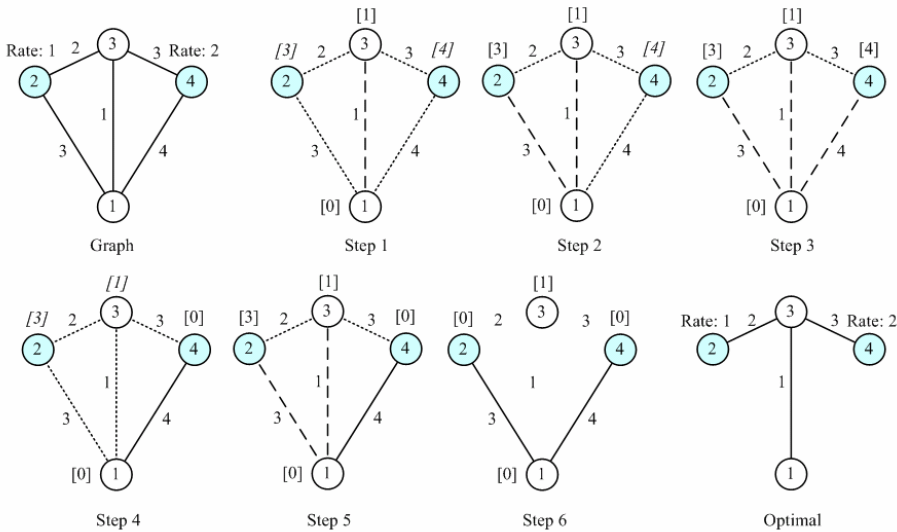 [1] [1] [1]
Rate: 1 2 3 3 Rate: 2 [3] 2 3 3 [4] [3] 2 3 3 [4] [3] 2 3 3 [4]
2 4 2 4 2 4 2 4
1 1 1 1
3 4 3 4 3 4 3 4
1 [0] 1 [0] 1 [0] 1
Graph Step 1 Step 2 Step 3
[1] [1] [1]
[3] 2 3 3 [0] [3] 2 3 3 [0] [0] 2 3 3 [0] Rate: 1 2 3 3 Rate: 2
2 4 2 4 2 4 2 4
1 1 1 1
3 4 3 4 3 4
[0] 1 [0] 1 [0] 1 1
Step 4 Step 5 Step 6 Optimal